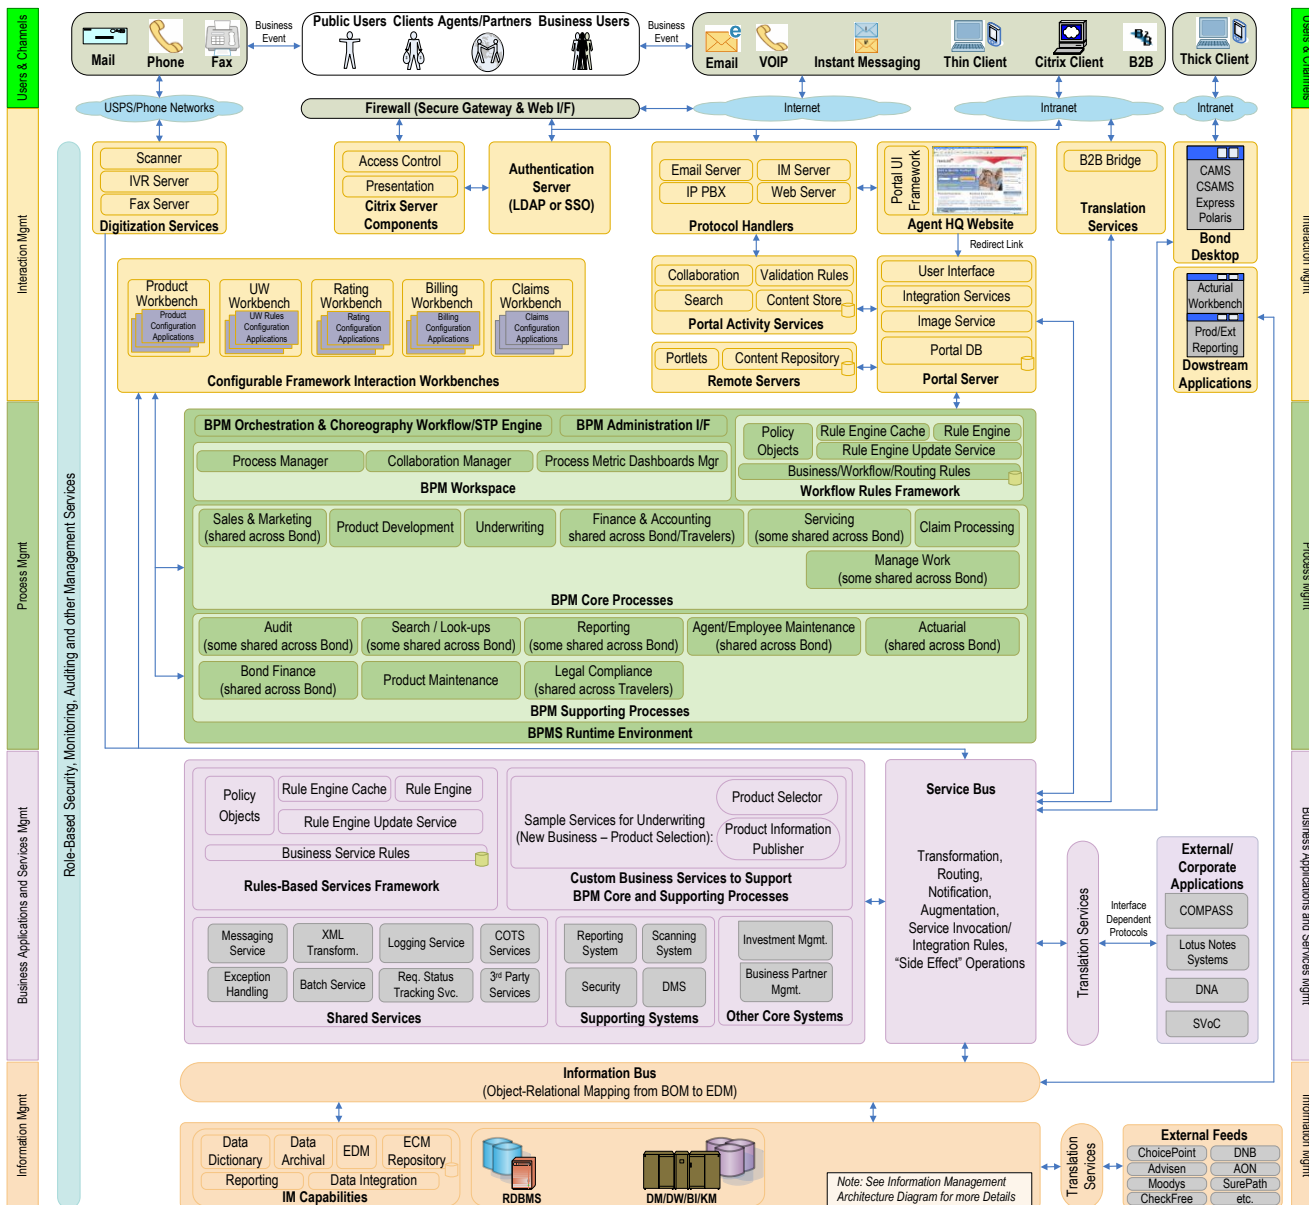 Users & Channels
Interaction Mgmt
Process Mgmt
Business Applications and Services Mgmt
Information Mgmt
Role-Based Security, Monitoring, Auditing and other Management Services
Mail
Phone
Fax
Business
Event
Public Users
Clients
Agents/Partners
Business Users
Business
Event
Email
VOIP
Instant Messaging
Thin Client
Citrix Client
B2B
B2B
Thick Client
USPS/Phone Networks
Firewall (Secure Gateway & Web I/F)
Internet
Intranet
Intranet
Scanner
IVR Server
Fax Server
Digitization Services
Access Control
Presentation
Citrix Server
Components
Authentication
Server
(LDAP or SSO)
Email Server
IM Server
IP PBX
Web Server
Protocol Handlers
Portal UI
Framework
Agent HQ Website
Redirect Link
B2B Bridge
Translation
Services
CAMS
CSAMS
Express
Polaris
Bond
Desktop
Product
Workbench
Product
Configuration
Applications
UW
Workbench
UW Rules
Configuration
Applications
Rating
Workbench
Rating
Configuration
Applications
Billing
Workbench
Billing
Configuration
Applications
Claims
Workbench
Claims
Configuration
Applications
Configurable Framework Interaction Workbenches
Collaboration
Validation Rules
Search
Content Store
Portal Activity Services
Portlets
Content Repository
Remote Servers
User Interface
Integration Services
Image Service
Portal DB
Portal Server
Acturial
Workbench
Prod/Ext
Reporting
Dowstream
Applications
BPM Orchestration & Choreography Workflow/STP Engine
BPM Administration I/F
Process Manager
Collaboration Manager
Process Metric Dashboards Mgr
BPM Workspace
Policy
Objects
Rule Engine Cache
Rule Engine
Rule Engine Update Service
Business/Workflow/Routing Rules
Workflow Rules Framework
Sales & Marketing
(shared across Bond)
Product Development
Underwriting
Finance & Accounting
shared across Bond/Travelers)
Servicing
(some shared across Bond)
Claim Processing
Manage Work
(some shared across Bond)
BPM Core Processes
Audit
(some shared across Bond)
Search / Look-ups
(some shared across Bond)
Reporting
(some shared across Bond)
Agent/Employee Maintenance
(shared across Bond)
Actuarial
(shared across Bond)
Bond Finance
(shared across Bond)
Product Maintenance
Legal Compliance
(shared across Travelers)
BPM Supporting Processes
BPMS Runtime Environment
Policy
Objects
Rule Engine Cache
Rule Engine
Rule Engine Update Service
Business Service Rules
Rules-Based Services Framework
Sample Services for Underwriting
(New Business – Product Selection):
Product Selector
Product Information
Publisher
Custom Business Services to Support
BPM Core and Supporting Processes
Service Bus
Transformation,
Routing,
Notification,
Augmentation,
Service Invocation/
Integration Rules,
“Side Effect” Operations
Translation Services
Interface
Dependent
Protocols
External/
Corporate
Applications
COMPASS
Lotus Notes
Systems
DNA
SVoC
Messaging
Service
XML
Transform.
Logging Service
COTS
Services
Exception
Handling
Batch Service
Req. Status
Tracking Svc.
3rd Party
Services
Shared Services
Reporting
System
Scanning
System
Security
DMS
Supporting Systems
Investment Mgmt.
Business Partner
Mgmt.
Other Core Systems
Information Bus
(Object-Relational Mapping from BOM to EDM)
Data
Dictionary
Data
Archival
EDM
ECM
Repository
Reporting
Data Integration
IM Capabilities
RDBMS
DM/DW/BI/KM
Note: See Information Management
Architecture Diagram for more Details
Translation
Services
External Feeds
ChoicePoint
DNB
Advisen
AON
Moodys
SurePath
CheckFree
etc.
Users & Channels
Interaction Mgmt
Process Mgmt
Business Applications and Services Mgmt
Information Mgmt